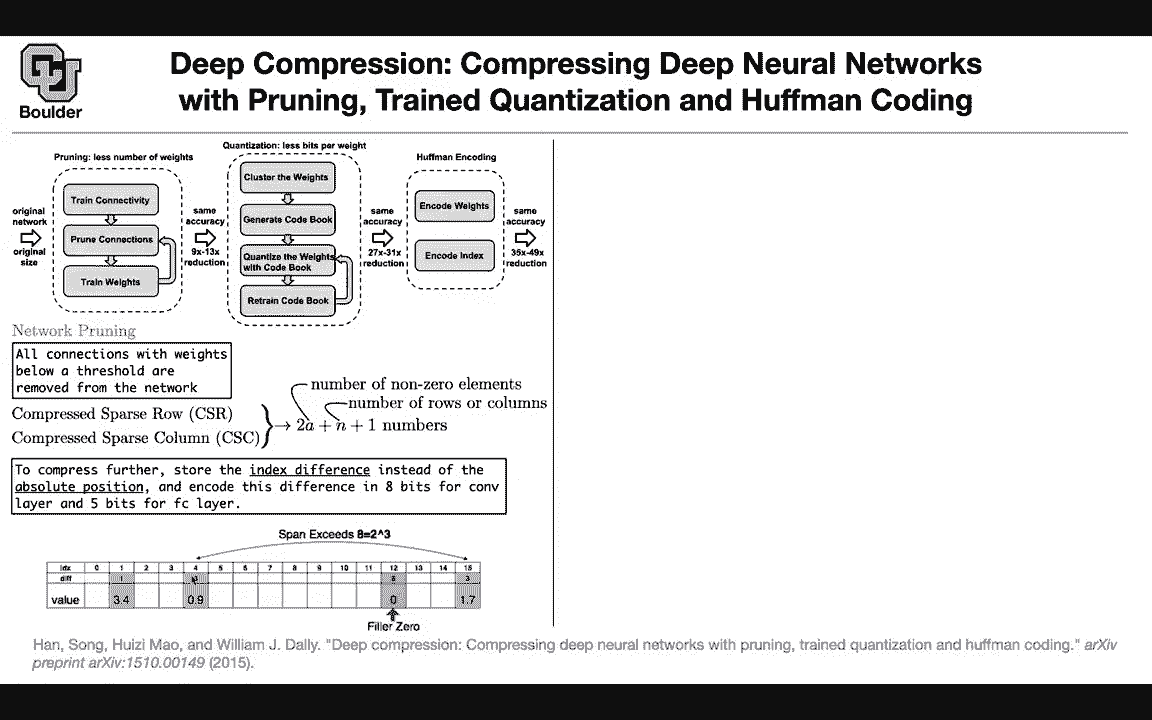 Boulder
Deep Compression: Compressing Deep Neural Networks
with Pruning, Trained Quantization and Huffman Coding
Pruning: less number of weights
Quantization: less bits per weight
Huffman Encoding
original
network
original
size
Train Connectivity
Prune Connections
Train Weights
same
accuracy
9x-13x
reduction
Cluster the Weights
Generate Code Book
Quantize the Weights
with Code Book
Retrain Code Book
same
accuracy
27x-31x
reduction
Encode Weights
Encode Index
same
accuracy
35x-49x
reduction
Network Pruning
All connections with weights
below a threshold are
removed from the network
number of non-zero elements
number of rows or columns
Compressed Sparse Row (CSR)
Compressed Sparse Column (CSC)
→ 2a + n + 1 numbers
To compress further, store the index difference instead of the
absolute position, and encode this difference in 8 bits for conv
layer and 5 bits for fc layer.
Span Exceeds 8=2^3
idx 0 1 2 3 4 5 6 7 8 9 10 11 12 13 14 15
diff 1 8 3
value 3.4 0.9 0 1.7
Filler Zero
Han, Song, Huizi Mao, and William J. Dally. "Deep compression: Compressing deep neural networks with pruning, trained quantization and huffman coding." arXiv
preprint arXiv:1510.00149 (2015).